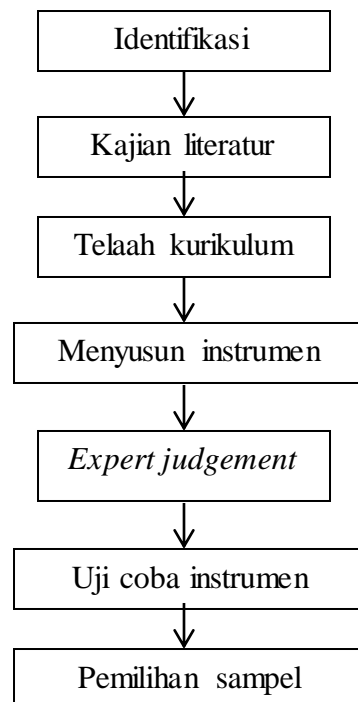 Identifikasi
Kajian literatur
Telaah kurikulum
Menyusun instrumen
Expert judgement
Uji coba instrumen
Pemilihan sampel